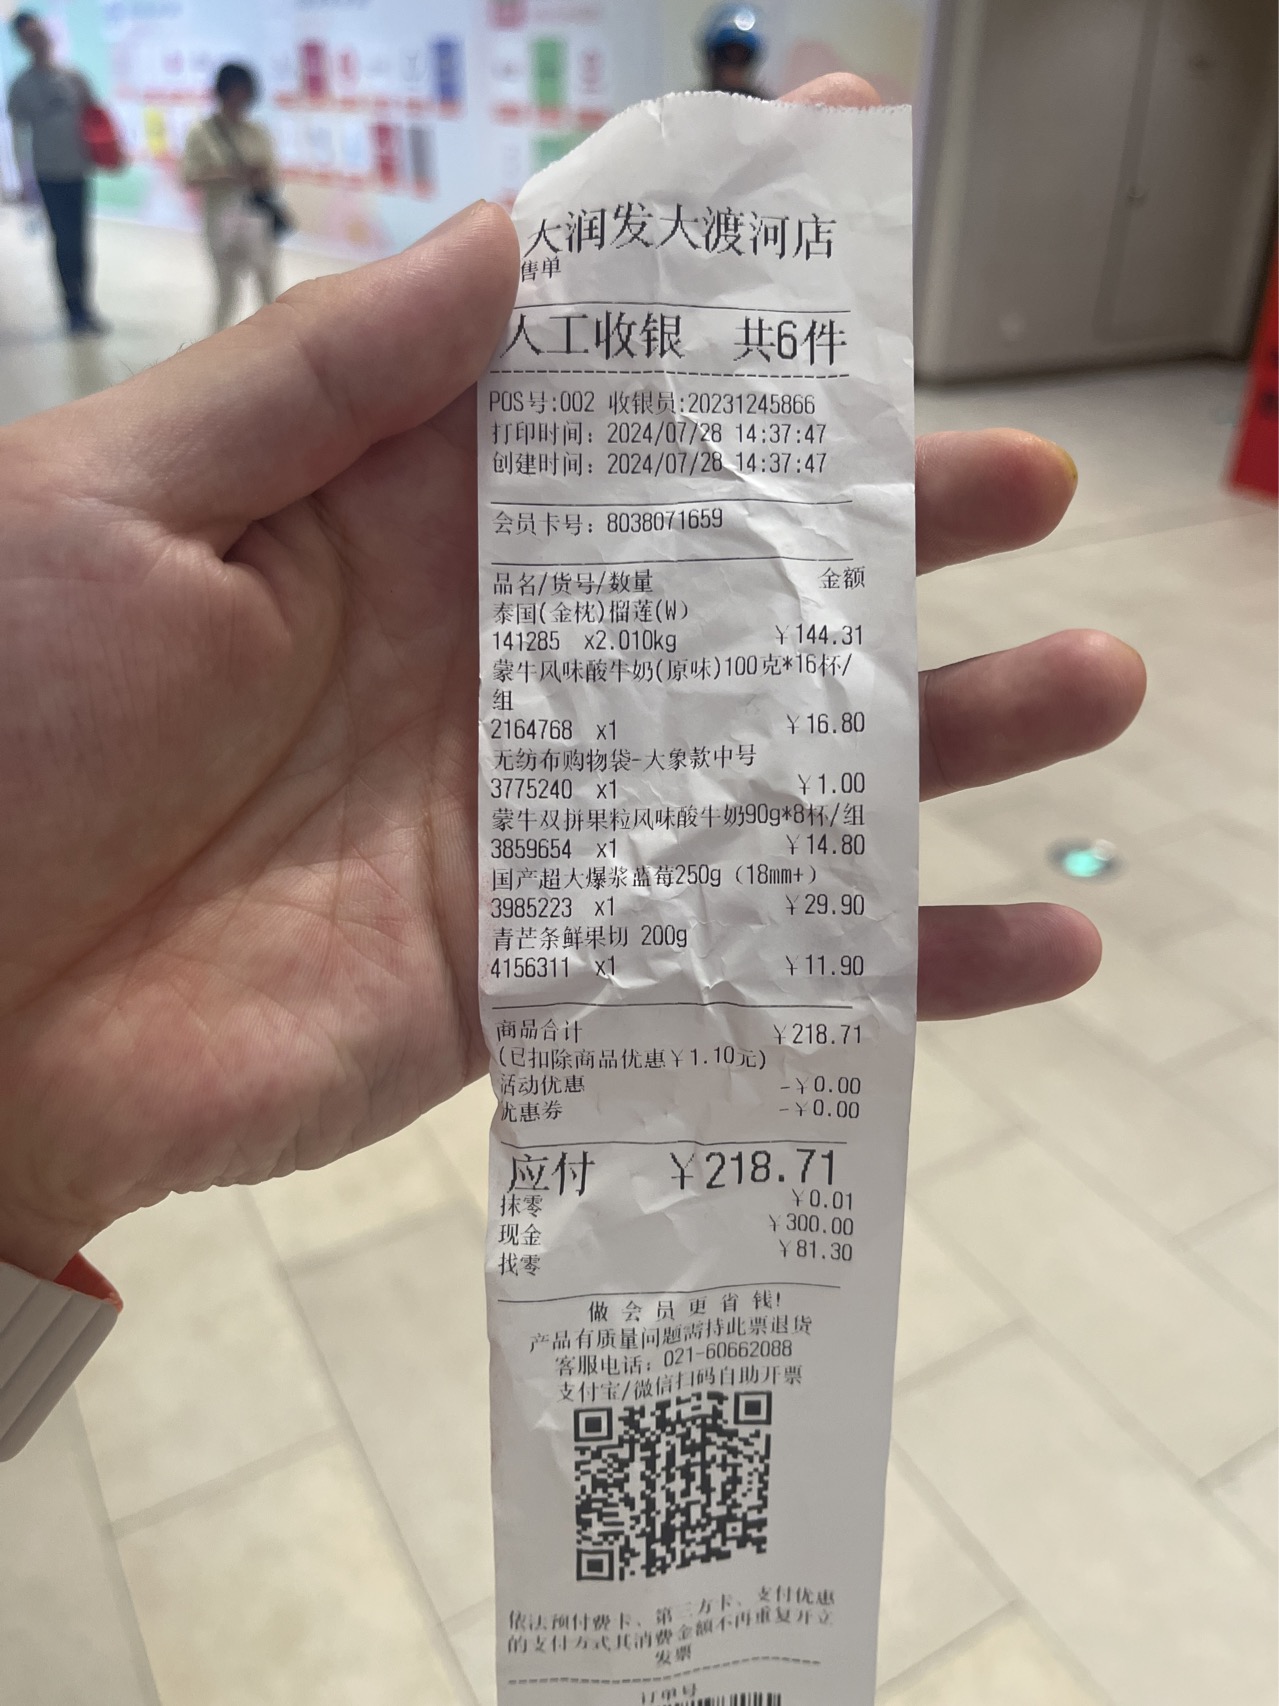 大润发大渡河店
售单
人工收银 共6件
POS号:002 收银员:20231245866
打印时间：2024/07/28 14:37:47
创建时间：2024/07/28 14:37:47
会员卡号：8038071659
品名/货号/数量 金额
泰国(金枕)榴莲(W)
141285 x2.010kg ￥144.31
蒙牛风味酸牛奶(原味)100克*16杯/
组
2164768 x1 ￥16.80
无纺布购物袋-大象款中号
3775240 x1 ￥1.00
蒙牛双拼果粒风味酸牛奶90g*8杯/组
3859654 x1 ￥14.80
国产超大爆浆蓝莓250g（18mm+）
3985223 x1 ￥29.90
青芒条鲜果切 200g
4156311 x1 ￥11.90
商品合计 ￥218.71
(已扣除商品优惠￥1.10元)
活动优惠 -￥0.00
优惠券 -￥0.00
应付 ￥218.71
抹零 ￥0.01
现金 ￥300.00
找零 ￥81.30
做会员更省钱!
产品有质量问题需持此票退货
客服电话：021-60662088
支付宝/微信扫码自助开票
依法预付费卡、第三方卡、支付优惠
的支付方式其消费金额不再重复开立
发票
订单号